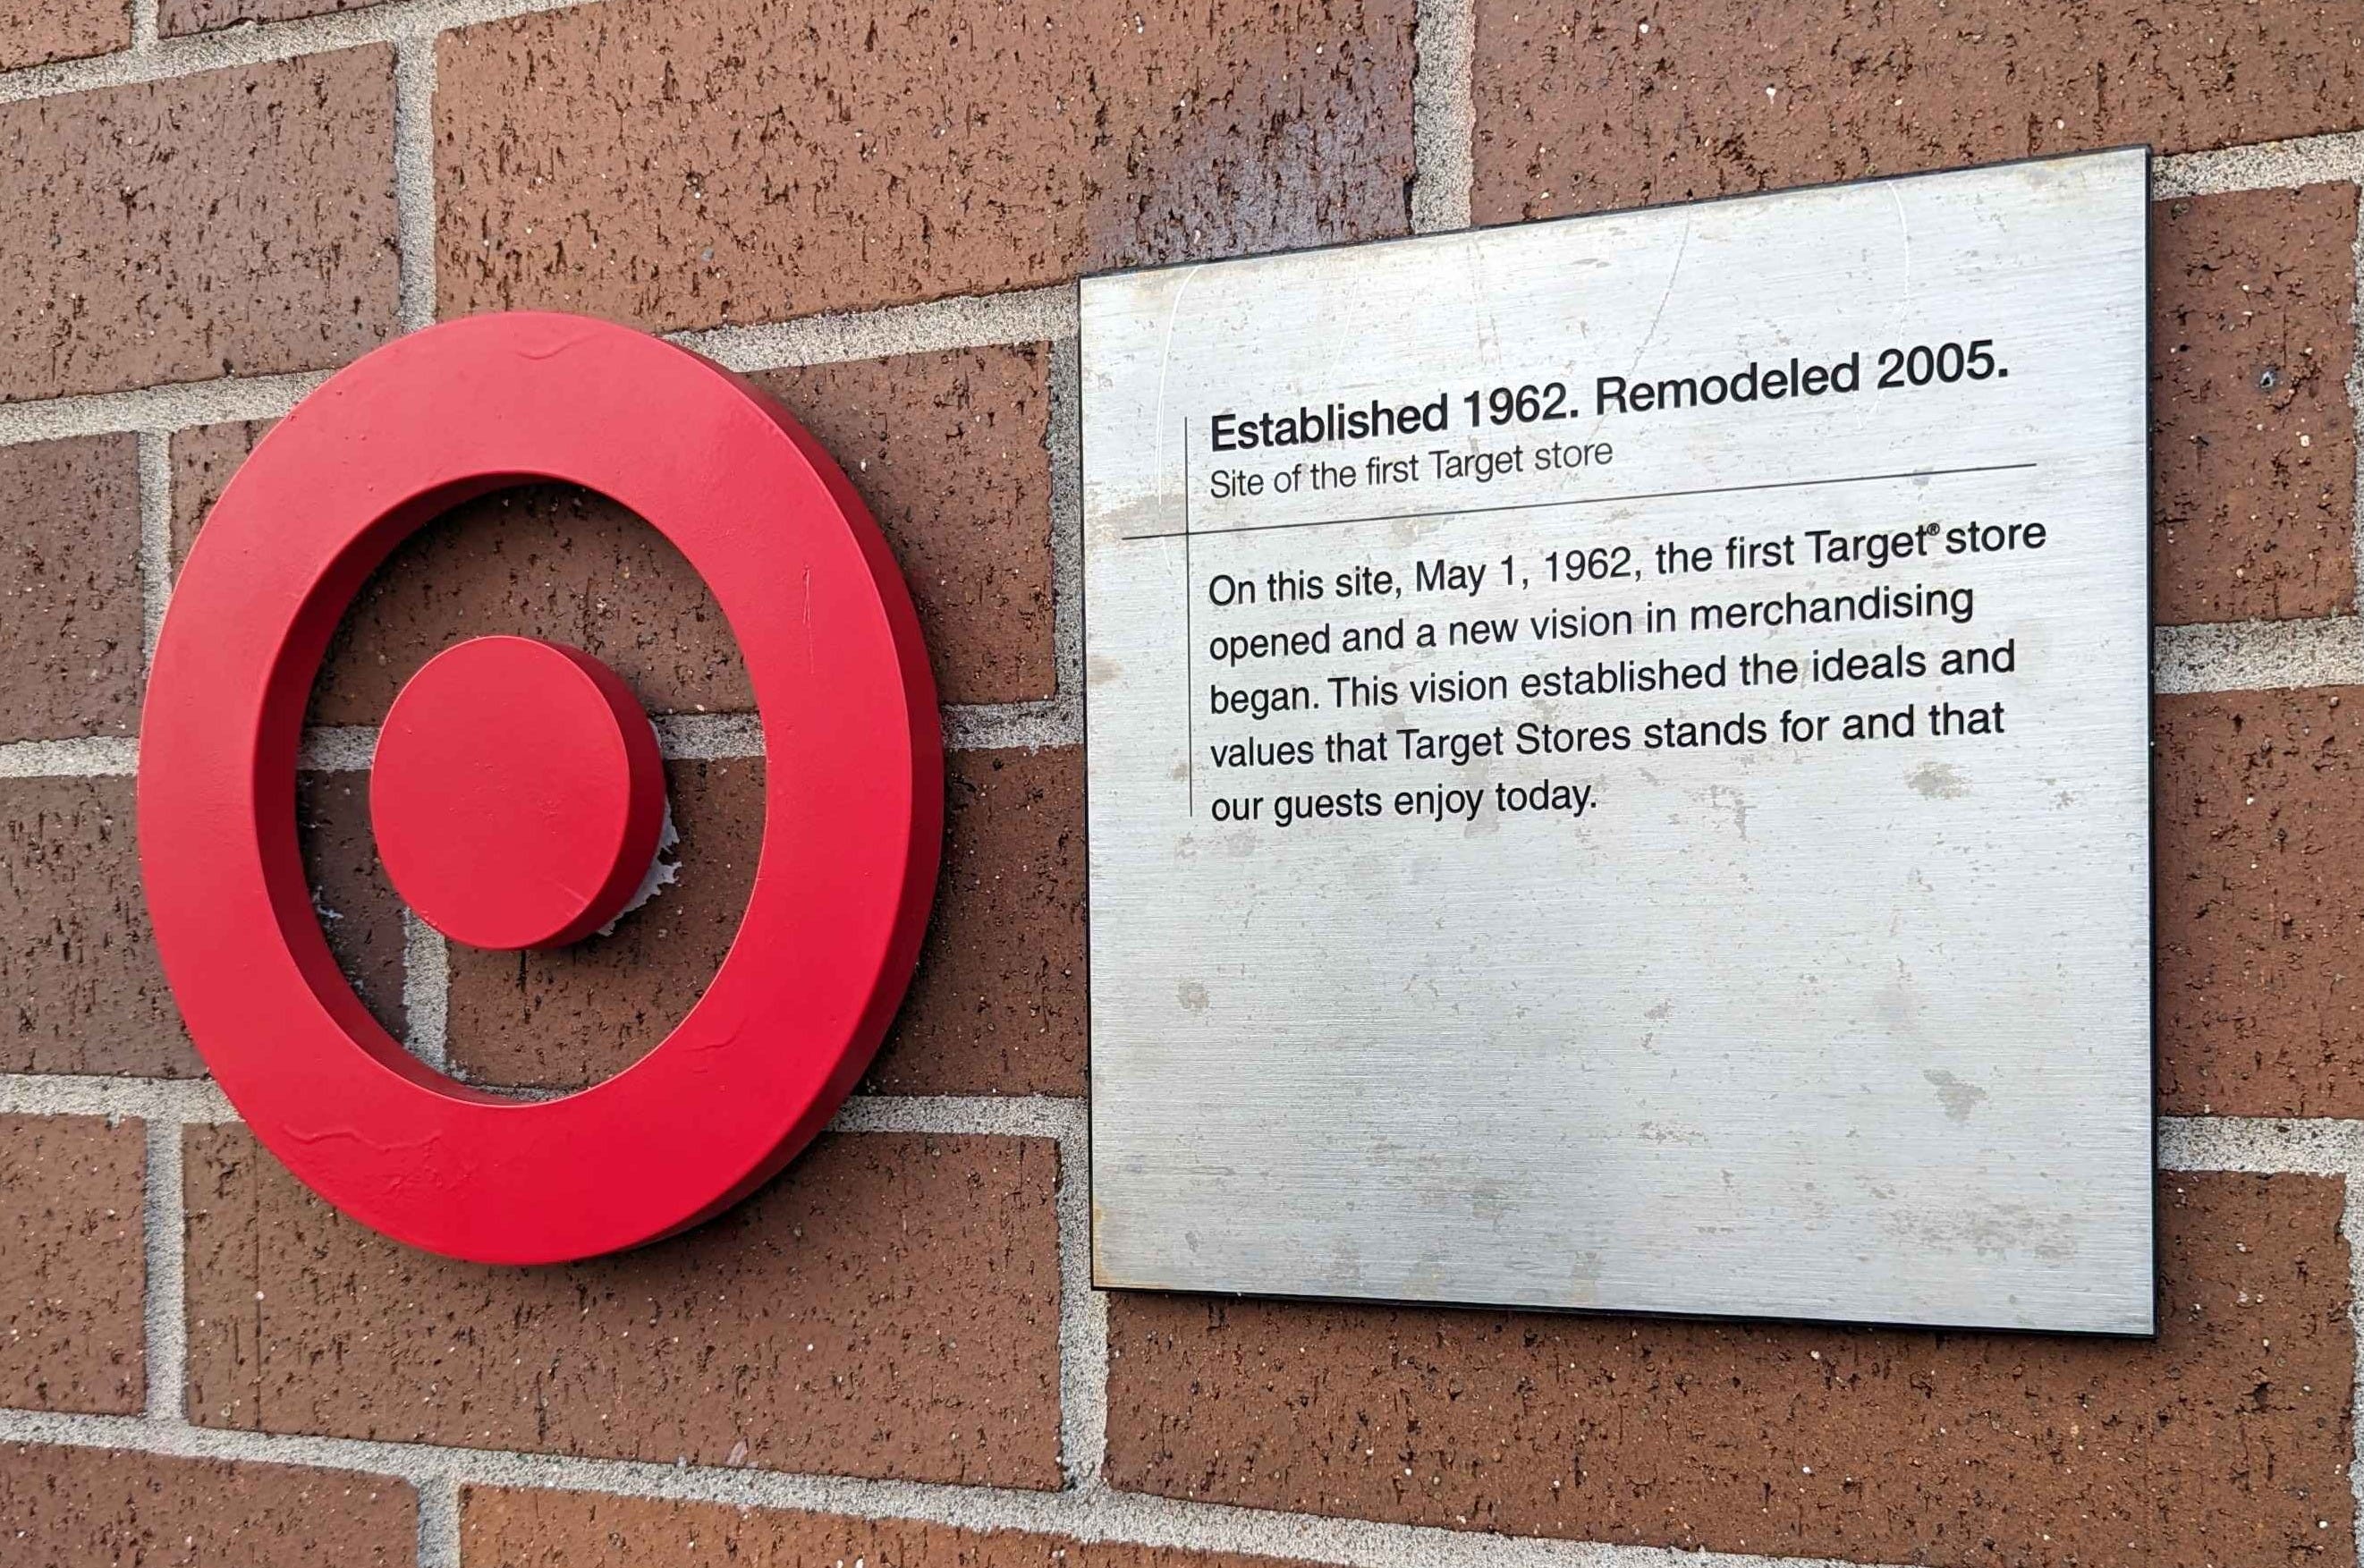 Established 1962. Remodeled 2005.
Site of the first Target store
On this site, May 1, 1962, the first Target® store
opened and a new vision in merchandising
began. This vision established the ideals and
values that Target Stores stands for and that
our guests enjoy today.